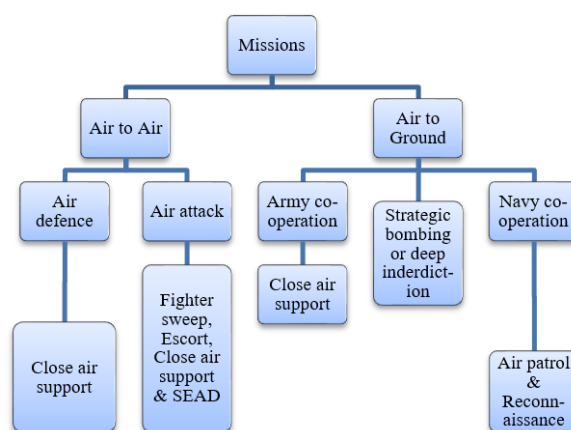 Missions
Air to Air
Air to
Ground
Air
defence
Air attack
Army co-
operation
Strategic
bombing
or deep
inderdict-
ion
Navy co-
operation
Close air
support
Fighter
sweep,
Escort,
Close air
support
& SEAD
Close air
support
Air patrol
&
Reconn-
aissance